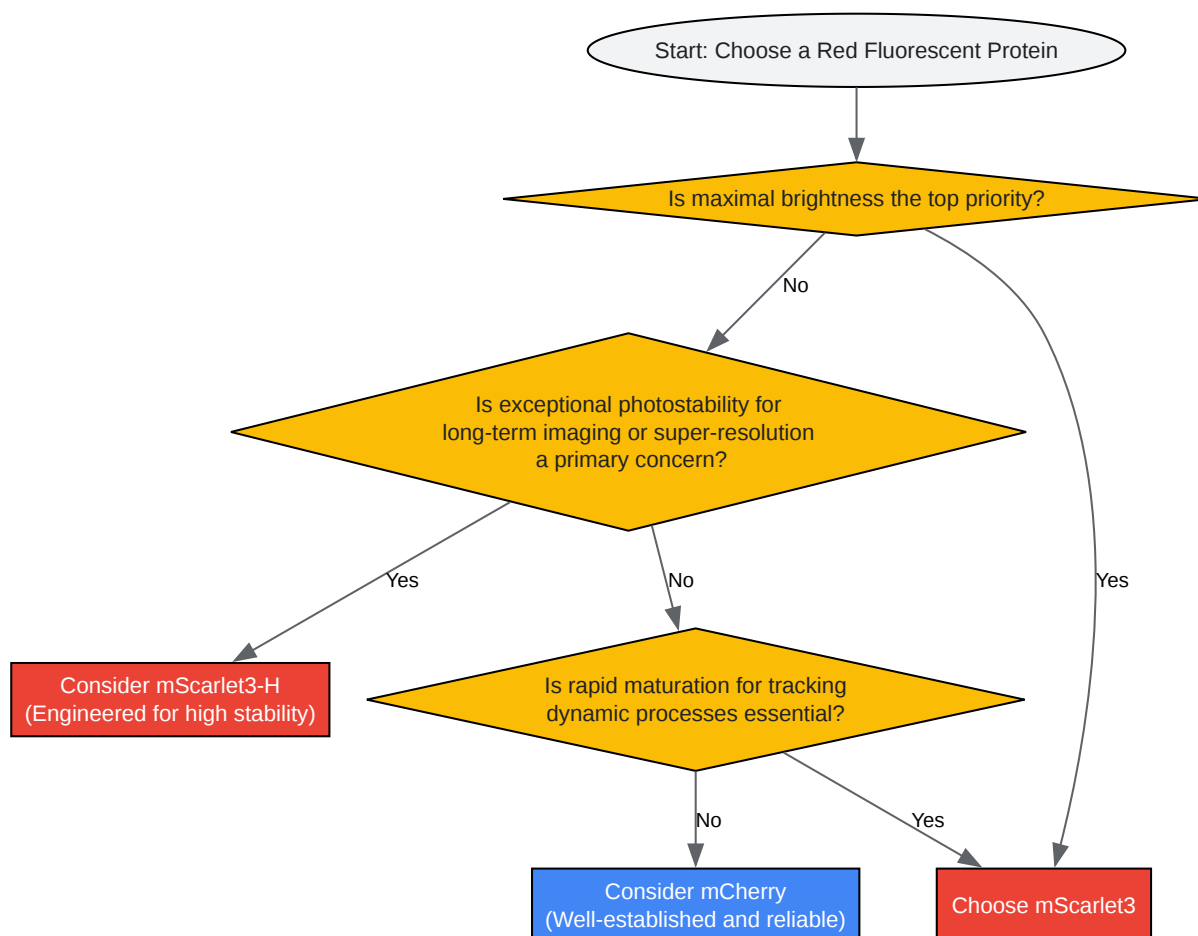 Start: Choose a Red Fluorescent Protein
Is maximal brightness the top priority?
No
Is exceptional photostability for
long-term imaging or super-resolution
a primary concern?
Yes
No
Yes
Consider mScarlet3-H
(Engineered for high stability)
Is rapid maturation for tracking
dynamic processes essential?
No
Yes
Consider mCherry
(Well-established and reliable)
Choose mScarlet3